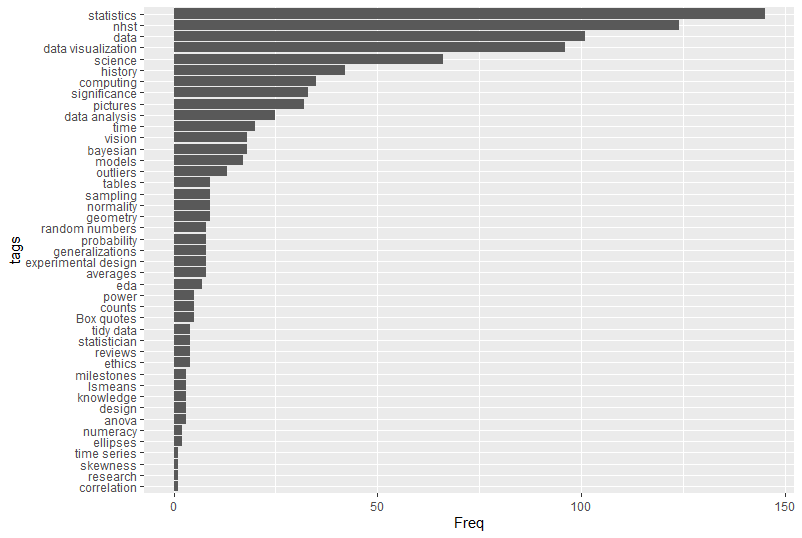 statistics
nhst
data
data visualization
science
history
computing
significance
pictures
data analysis
time
vision
bayesian
models
outliers
tables
sampling
normality
geometry
random numbers
probability
generalizations
experimental design
averages
eda
power
counts
Box quotes
tidy data
statistician
reviews
ethics
milestones
lsmeans
knowledge
design
anova
numeracy
ellipses
time series
skewness
research
correlation
tags
0 50 100 150
Freq